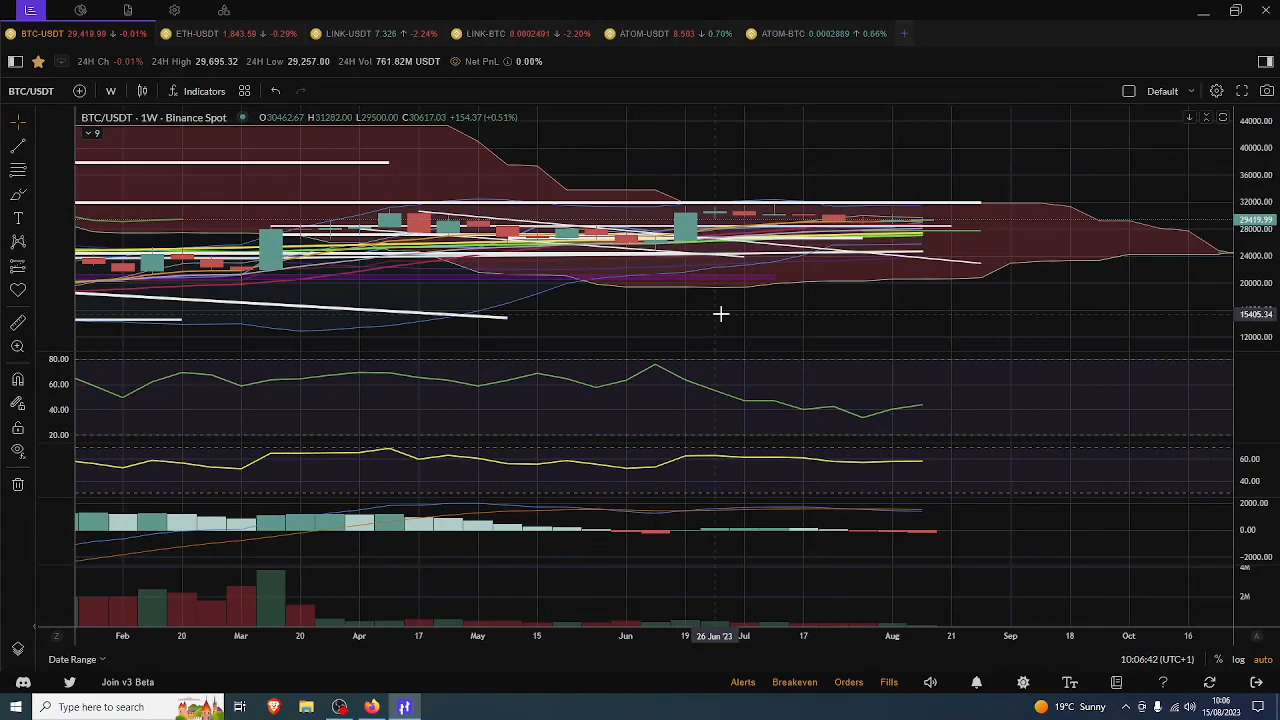 BTC-USDT 29,419.99 ↓ -0.01%
ETH-USDT 1,843.59 ↓ -0.29%
LINK-USDT 7.326 ↑ -2.24%
LINK-BTC 0.0002491 ↓ -2.20%
ATOM-USDT 8.503 ↓ 0.70%
ATOM-BTC 0.0002889 ↑ 0.66%
+
24H Ch -0.01% 24H High 29,695.32 24H Low 29,257.00 24H Vol 761.82M USDT Net PnL 0.00%
BTC/USDT W Indicators Default
BTC/USDT · 1W - Binance Spot O30462.67 H31282.00 L29500.00 C30617.03 +154.37 (+0.51%)
9
44000.00
40000.00
36000.00
32000.00
29419.99
28000.00
24000.00
20000.00
15405.34
12000.00
80.00
60.00
40.00
20.00
60.00
40.00
2000.00
0.00
-2000.00
4M
2M
Z Feb 20 Mar 20 Apr 17 May 15 Jun 19 26 Jun '23 Jul 17 Aug 21 Sep 18 Oct 16 A
Date Range 10:06:42 (UTC+1) % log auto
Join v3 Beta Alerts Breakeven Orders Fills
Type here to search 19°C Sunny 10:06
15/08/2023